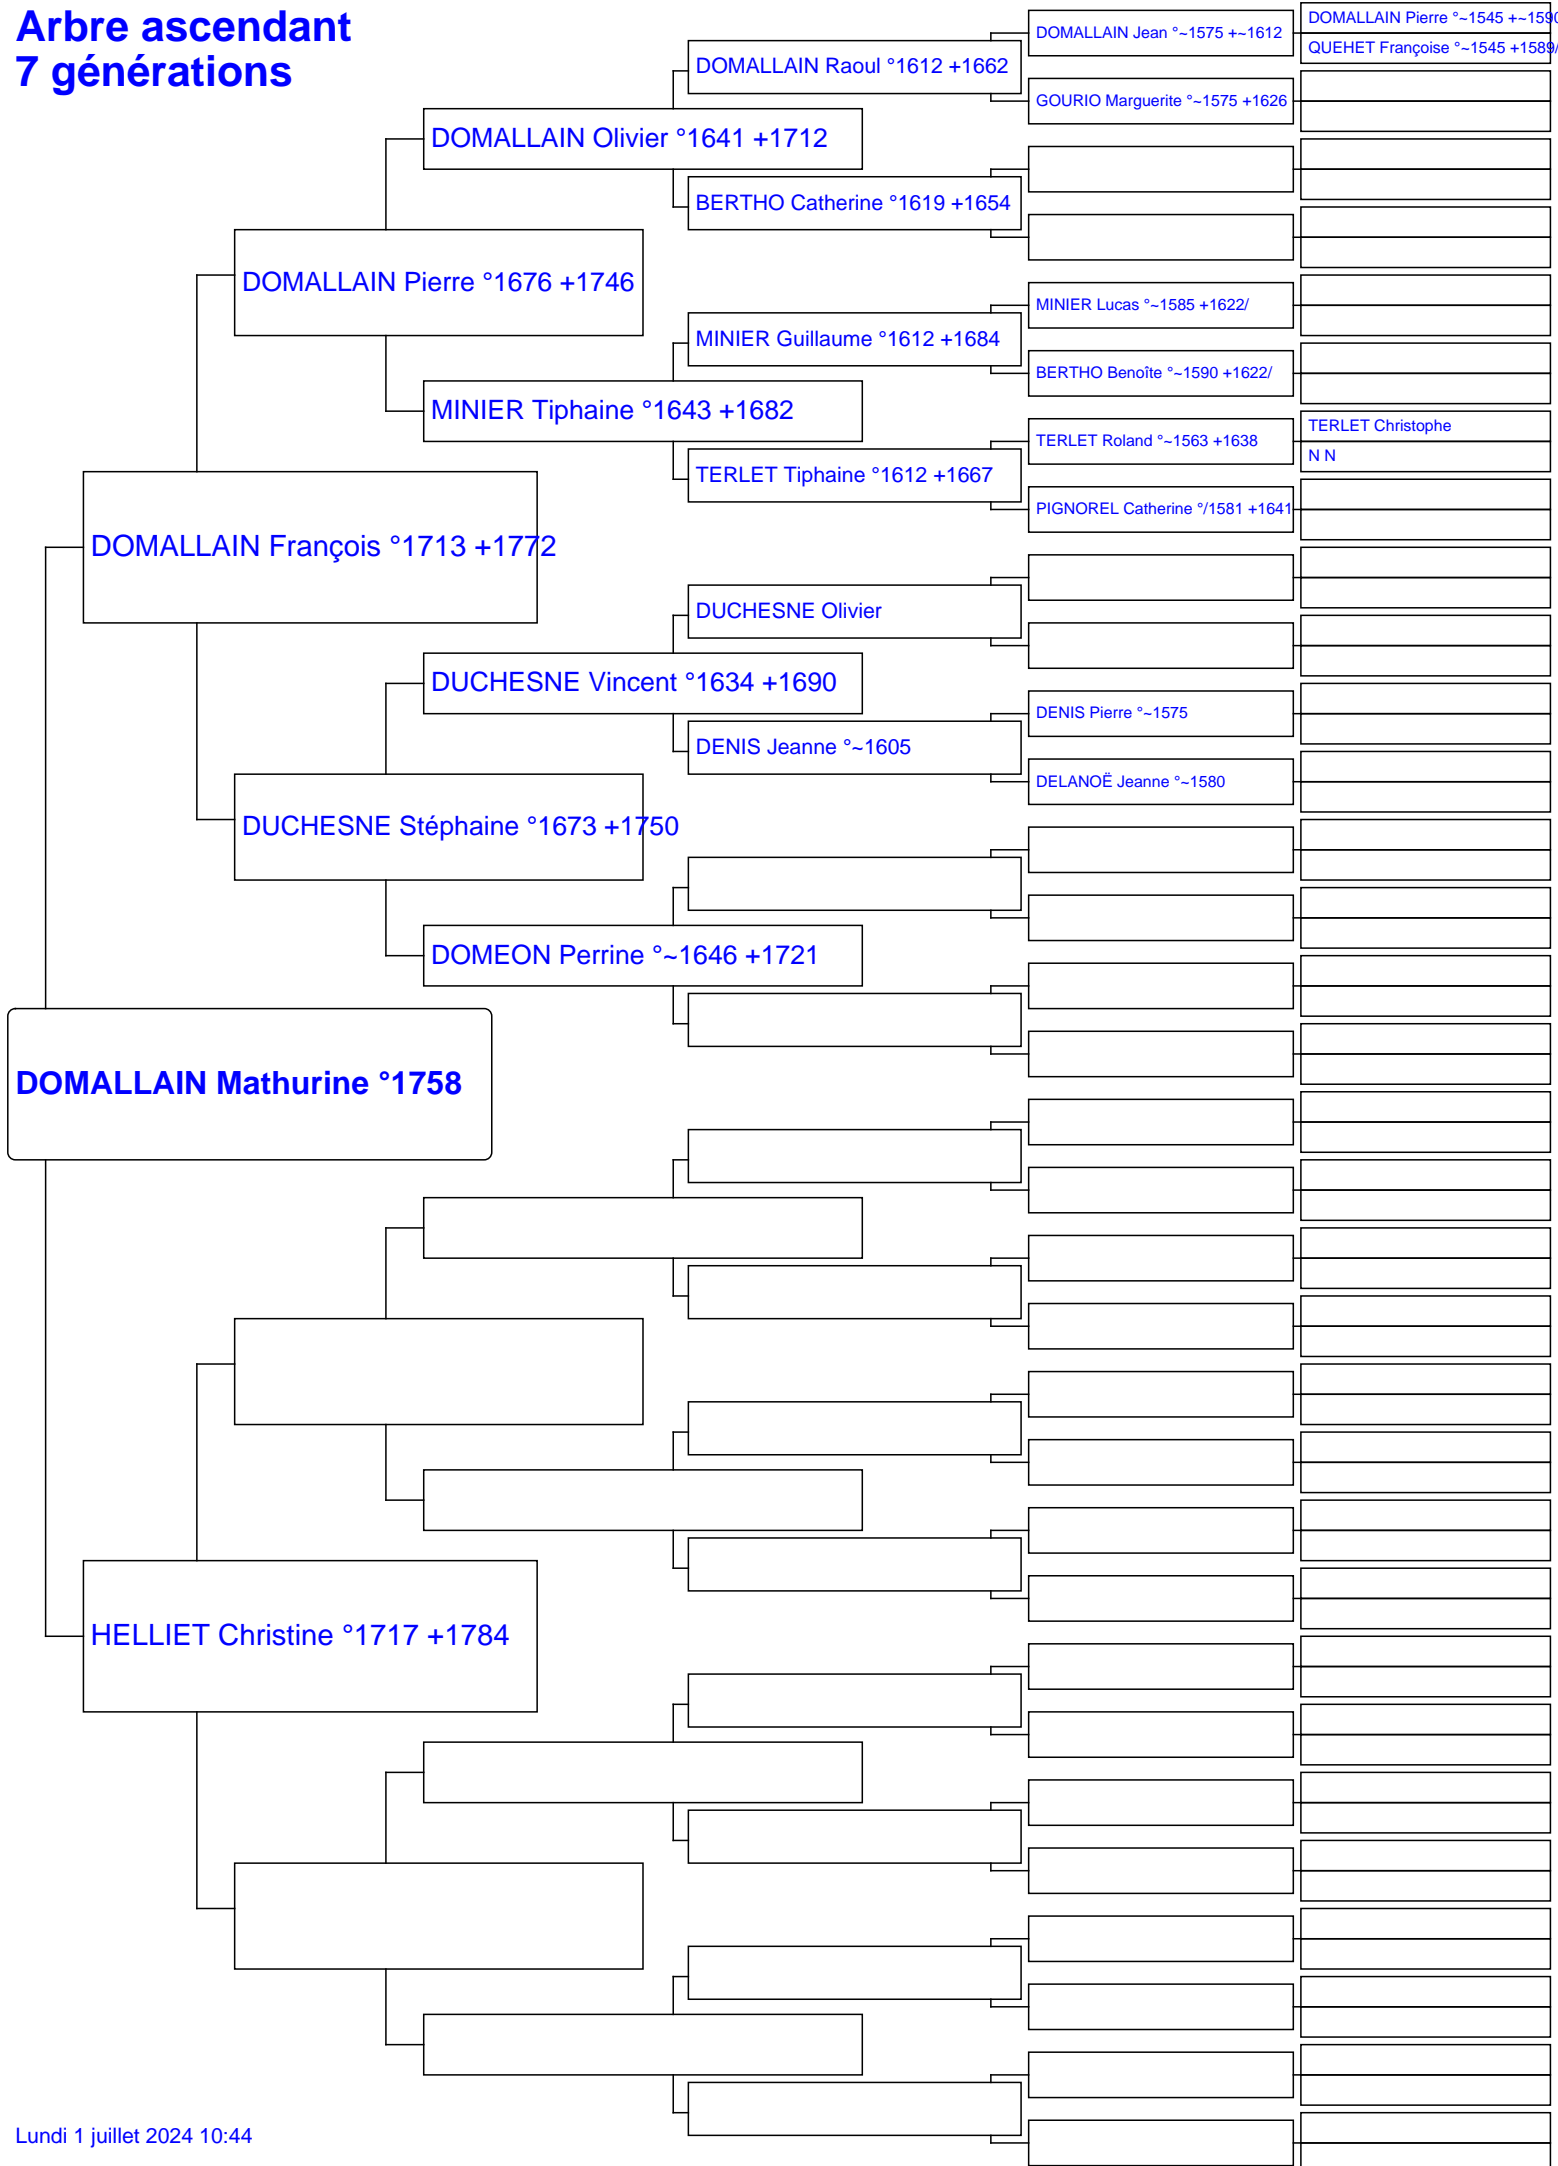 Arbre ascendant
7 générations
DOMALLAIN Mathurine °1758
DOMALLAIN François °1713 +1772
HELLIET Christine °1717 +1784
DOMALLAIN Pierre °1676 +1746
DUCHESNE Stéphaine °1673 +1750
DOMALLAIN Olivier °1641 +1712
MINIER Tiphaine °1643 +1682
DUCHESNE Vincent °1634 +1690
DOMEON Perrine °~1646 +1721
DOMALLAIN Raoul °1612 +1662
BERTHO Catherine °1619 +1654
MINIER Guillaume °1612 +1684
TERLET Tiphaine °1612 +1667
DUCHESNE Olivier
DENIS Jeanne °~1605
DOMALLAIN Jean °~1575 +~1612
GOURIO Marguerite °~1575 +1626
MINIER Lucas °~1585 +1622/
BERTHO Benoîte °~1590 +1622/
TERLET Roland °~1563 +1638
PIGNOREL Catherine °/1581 +1641
DENIS Pierre °~1575
DELANOË Jeanne °~1580
DOMALLAIN Pierre °~1545 +~1590
QUEHET Françoise °~1545 +1589/
TERLET Christophe
N N
Lundi 1 juillet 2024 10:44